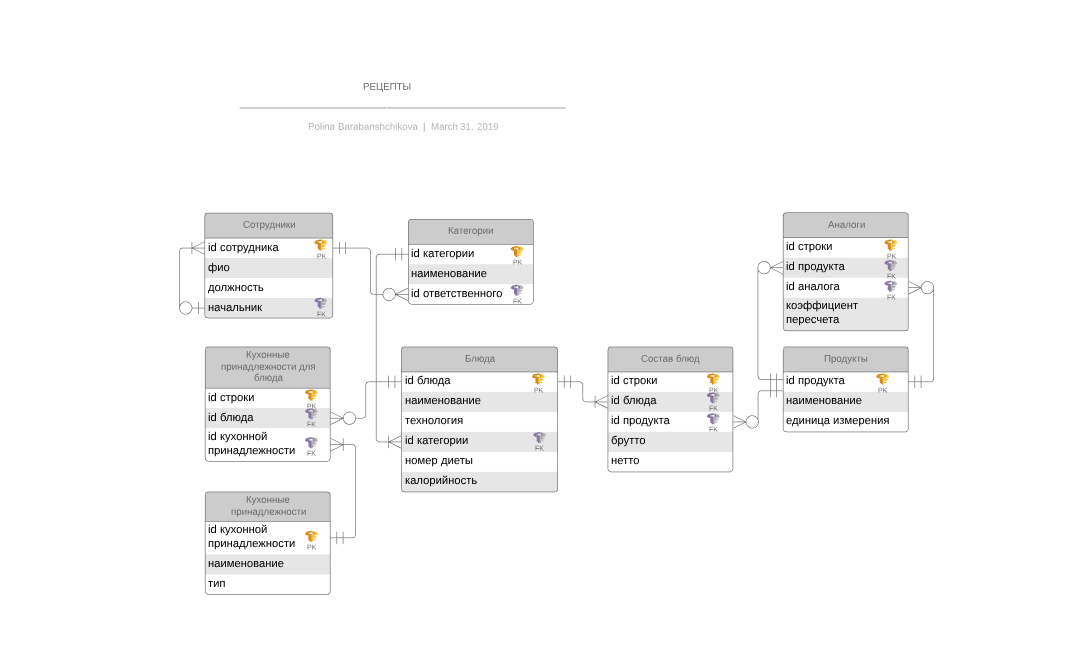 РЕЦЕПТЫ
Polina Barabanshchikova | March 31, 2019
Сотрудники
id сотрудника PK
фио
должность
начальник FK
Категории
id категории PK
наименование
id ответственного FK
Аналоги
id строки PK
id продукта FK
id аналога FK
коэффициент
пересчета
Кухонные
принадлежности для
блюда
id строки PK
id блюда FK
id кухонной
принадлежности FK
Блюда
id блюда PK
наименование
технология
id категории FK
номер диеты
калорийность
Состав блюд
id строки PK
id блюда FK
id продукта FK
брутто
нетто
Продукты
id продукта PK
наименование
единица измерения
Кухонные
принадлежности
id кухонной
принадлежности PK
наименование
тип